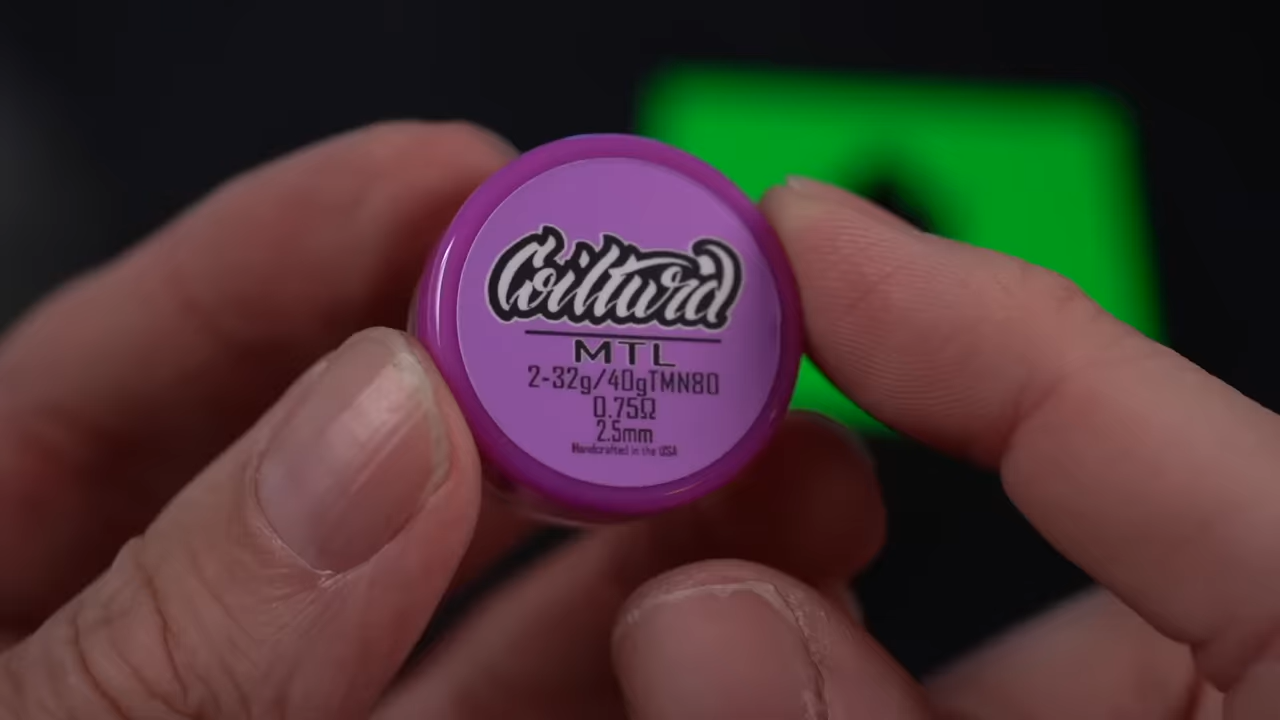 Coilturd
MTL
2-32g/40gTMN80
0.75Ω
2.5mm
Handcrafted in the USA